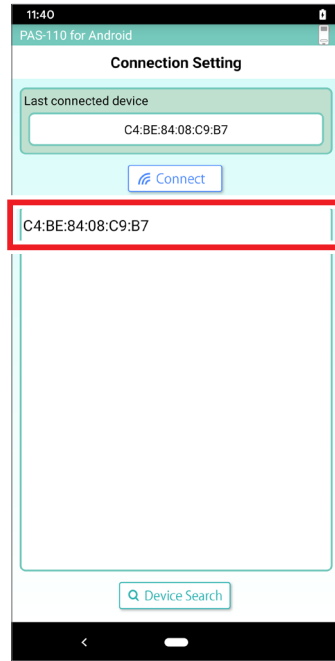 11:40
PAS-110 for Android
Connection Setting
Last connected device
C4:BE:84:08:C9:B7
Connect
C4:BE:84:08:C9:B7
Device Search